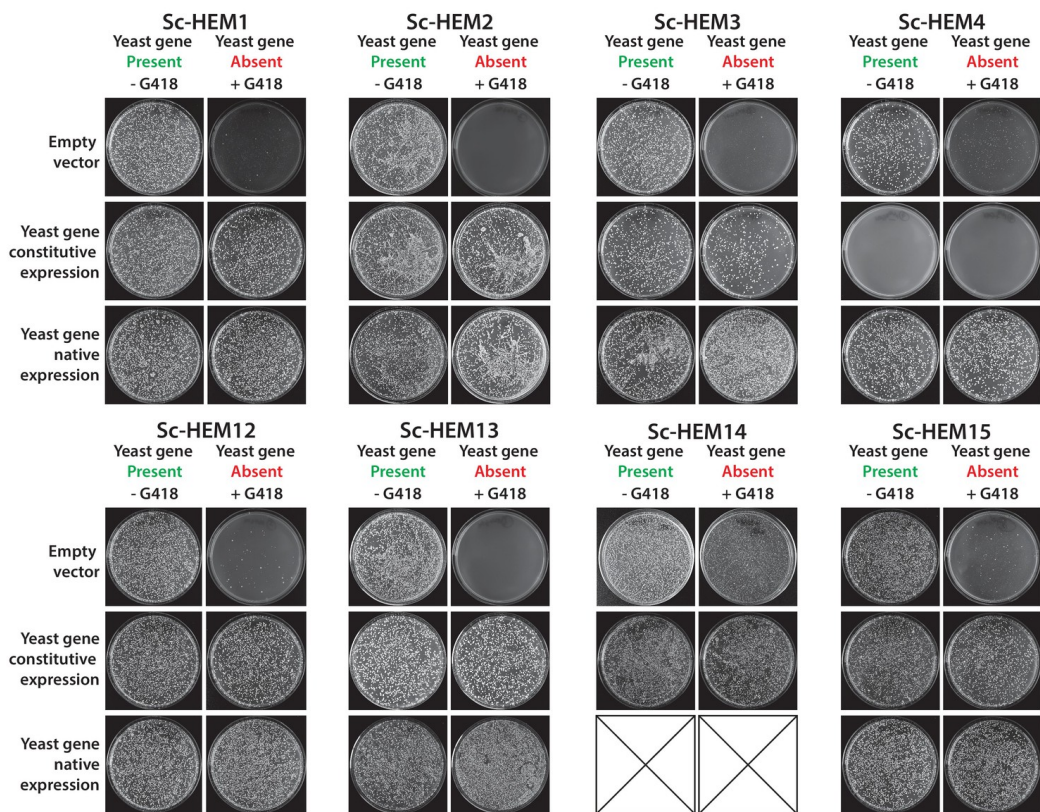 Sc-HEM1
Yeast gene Yeast gene
Present Absent
- G418 + G418
Sc-HEM2
Yeast gene Yeast gene
Present Absent
- G418 + G418
Sc-HEM3
Yeast gene Yeast gene
Present Absent
- G418 + G418
Sc-HEM4
Yeast gene Yeast gene
Present Absent
- G418 + G418
Empty
vector
Yeast gene
constitutive
expression
Yeast gene
native
expression
Sc-HEM12
Yeast gene Yeast gene
Present Absent
- G418 + G418
Sc-HEM13
Yeast gene Yeast gene
Present Absent
- G418 + G418
Sc-HEM14
Yeast gene Yeast gene
Present Absent
- G418 + G418
Sc-HEM15
Yeast gene Yeast gene
Present Absent
- G418 + G418
Empty
vector
Yeast gene
constitutive
expression
Yeast gene
native
expression